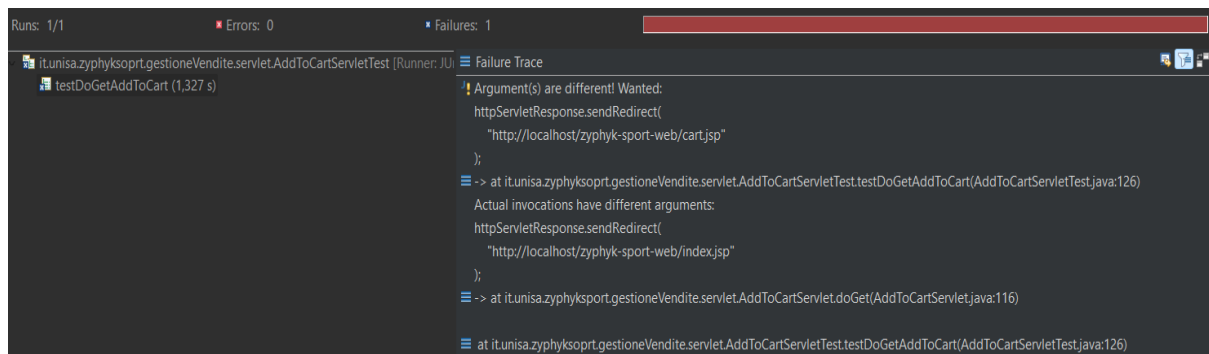 Runs: 1/1 Errors: 0 Failures: 1
it.unisa.zyphyksoprt.gestioneVendite.servlet.AddToCartServletTest [Runner: JU
testDoGetAddToCart (1,327 s)
Failure Trace
Argument(s) are different! Wanted:
httpServletResponse.sendRedirect(
"http://localhost/zyphyk-sport-web/cart.jsp"
);
-> at it.unisa.zyphyksoprt.gestioneVendite.servlet.AddToCartServletTest.testDoGetAddToCart(AddToCartServletTest.java:126)
Actual invocations have different arguments:
httpServletResponse.sendRedirect(
"http://localhost/zyphyk-sport-web/index.jsp"
);
-> at it.unisa.zyphyksport.gestioneVendite.servlet.AddToCartServlet.doGet(AddToCartServlet.java:116)
at it.unisa.zyphyksoprt.gestioneVendite.servlet.AddToCartServletTest.testDoGetAddToCart(AddToCartServletTest.java:126)